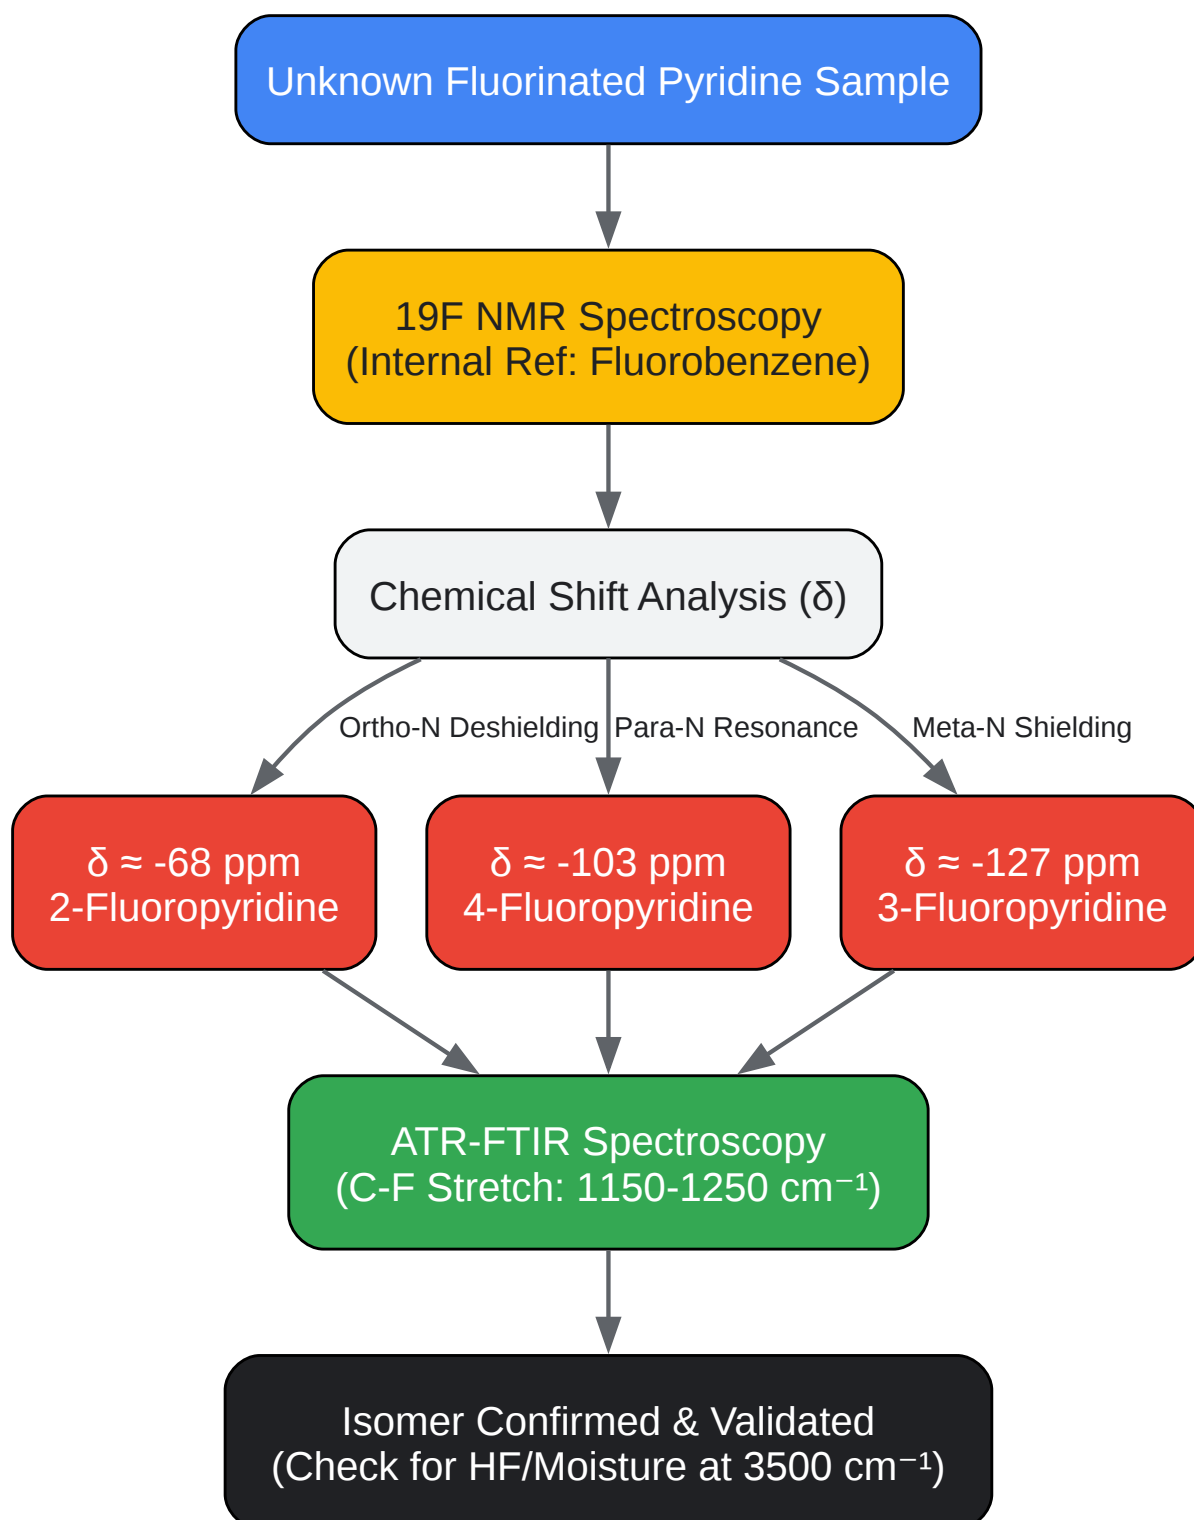 Unknown Fluorinated Pyridine Sample
19F NMR Spectroscopy
(Internal Ref: Fluorobenzene)
Chemical Shift Analysis (δ)
Ortho-N Deshielding
Para-N Resonance
Meta-N Shielding
δ ≈ -68 ppm
2-Fluoropyridine
δ ≈ -103 ppm
4-Fluoropyridine
δ ≈ -127 ppm
3-Fluoropyridine
ATR-FTIR Spectroscopy
(C-F Stretch: 1150-1250 cm⁻¹)
Isomer Confirmed & Validated
(Check for HF/Moisture at 3500 cm⁻¹)